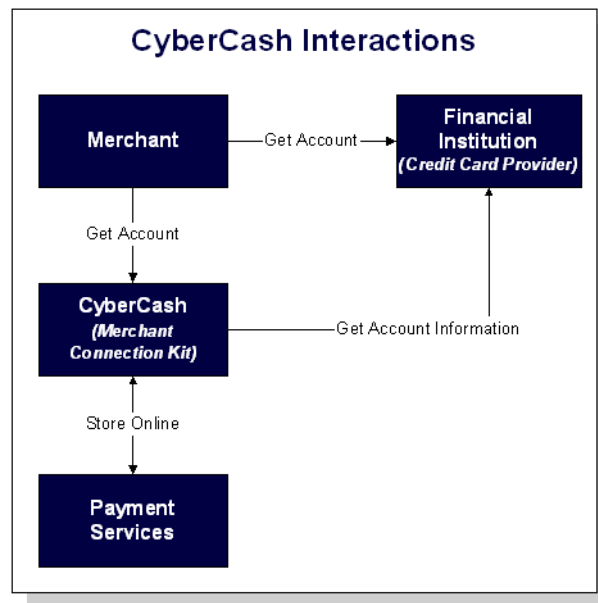 CyberCash Interactions
Merchant
Get Account
Financial
Institution
(Credit Card Provider)
Get Account
CyberCash
(Merchant
Connection Kit)
Get Account Information
Store Online
Payment
Services